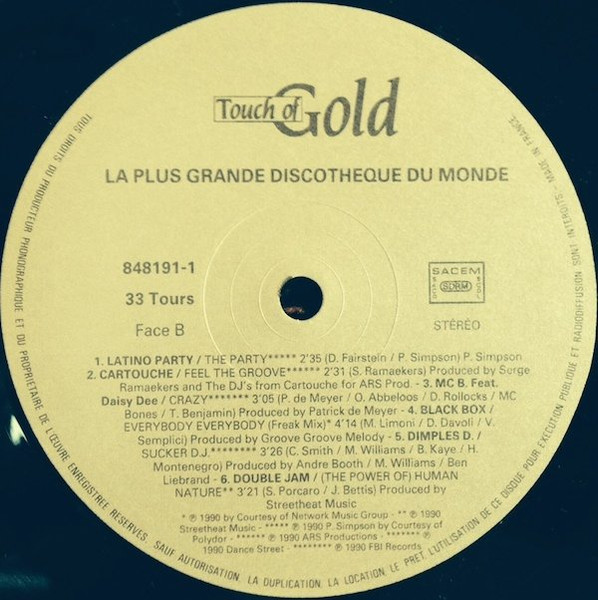 Touch of Gold
LA PLUS GRANDE DISCOTHEQUE DU MONDE
848191-1
33 Tours
Face B
SACEM
SDRM
STÉRÉO
1. LATINO PARTY / THE PARTY***** 2'35 (D. Fairstein / P. Simpson) P. Simpson
2. CARTOUCHE / FEEL THE GROOVE****** 2'31 (S. Ramaekers) Produced by Serge
Ramaekers and The DJ's from Cartouche for ARS Prod. - 3. MC B. Feat.
Daisy Dee / CRAZY******* 3'05 (P. de Meyer / O. Abbeloos / D. Rollocks / MC
Bones / T. Benjamin) Produced by Patrick de Meyer - 4. BLACK BOX /
EVERYBODY EVERYBODY (Freak Mix)* 4'14 (M. Limoni / D. Davoli / V.
Semplici) Produced by Groove Groove Melody - 5. DIMPLES D. /
SUCKER D.J.******** 3'26 (C. Smith / M. Williams / B. Kaye / H.
Montenegro) Produced by Andre Booth / M. Williams / Ben
Liebrand - 6. DOUBLE JAM / (THE POWER OF) HUMAN
NATURE** 3'21 (S. Porcaro / J. Bettis) Produced by
Streetheat Music
* ℗ 1990 by Courtesy of Network Music Group - ** ℗ 1990
Streetheat Music - ***** ℗ 1990 P. Simpson by Courtesy of
Polydor - ****** ℗ 1990 ARS Productions - ******* ℗
1990 Dance Street - ******** ℗ 1990 FBI Records
TOUS DROITS DU PRODUCTEUR PHONOGRAPHIQUE ET DU PROPRIETAIRE DE L'ŒUVRE ENREGISTREE RESERVES. SAUF AUTORISATION, LA DUPLICATION, LA LOCATION, LE PRET, L'UTILISATION DE CE DISQUE POUR EXECUTION PUBLIQUE ET RADIODIFFUSION SONT INTERDITS - MADE IN FRANCE.